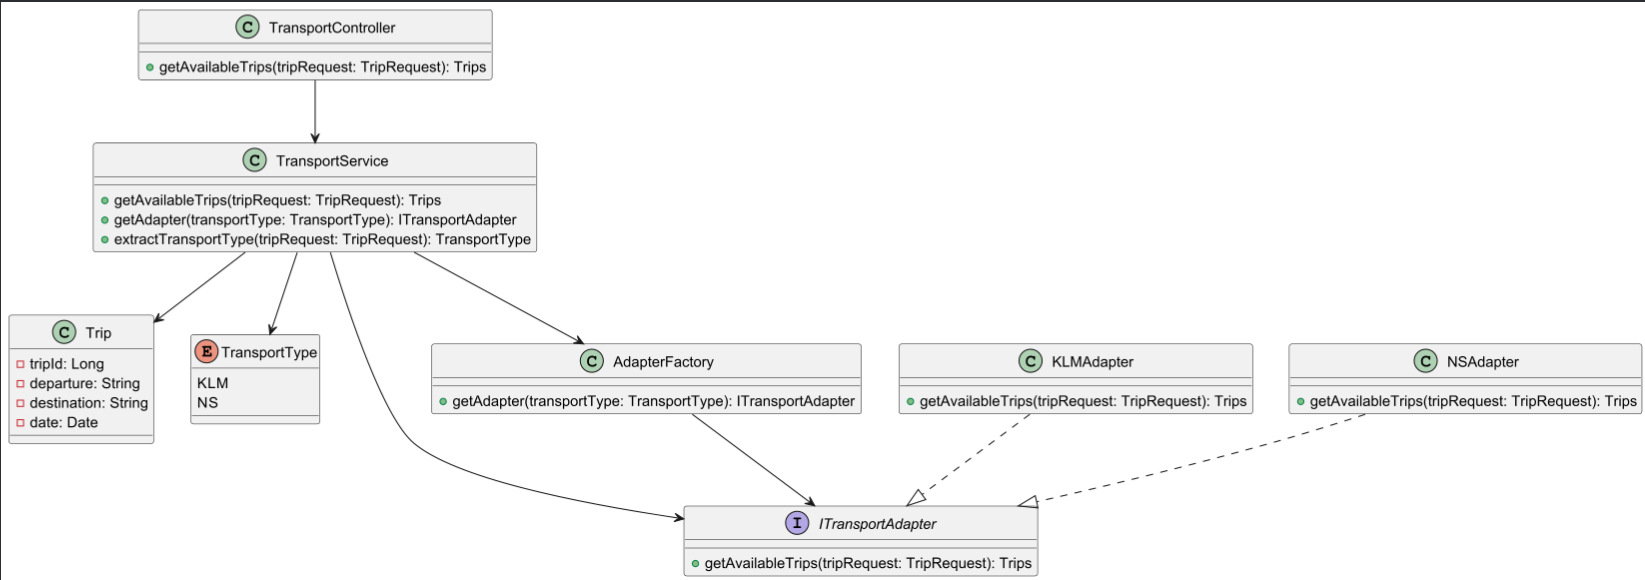 C TransportController
getAvailableTrips(tripRequest: TripRequest): Trips
C TransportService
getAvailableTrips(tripRequest: TripRequest): Trips
getAdapter(transportType: TransportType): ITransportAdapter
extractTransportType(tripRequest: TripRequest): TransportType
C Trip
tripId: Long
departure: String
destination: String
date: Date
E TransportType
KLM
NS
C AdapterFactory
getAdapter(transportType: TransportType): ITransportAdapter
C KLMAdapter
getAvailableTrips(tripRequest: TripRequest): Trips
C NSAdapter
getAvailableTrips(tripRequest: TripRequest): Trips
I ITransportAdapter
getAvailableTrips(tripRequest: TripRequest): Trips